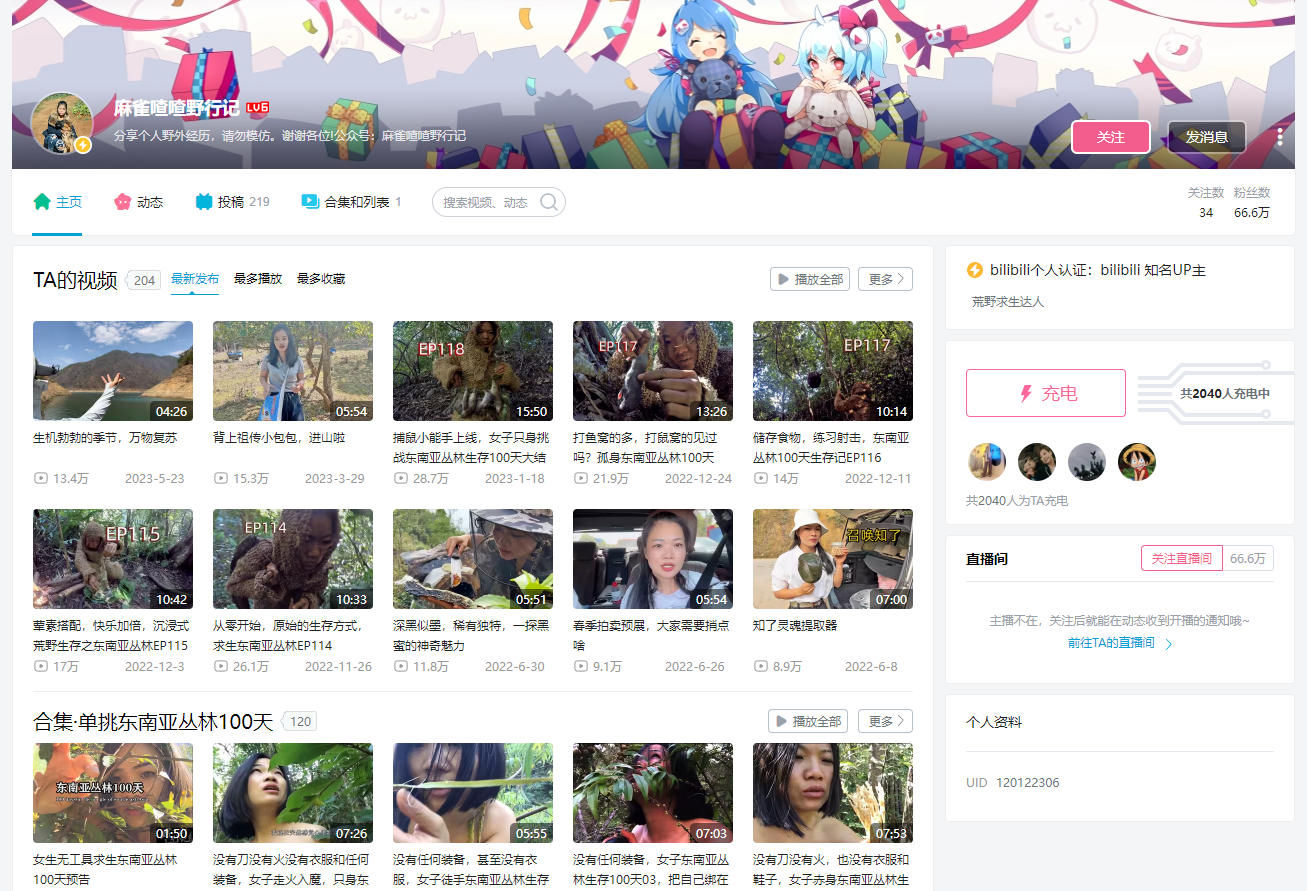 麻雀喳喳野行记 LV6
分享个人野外经历，请勿模仿。谢谢各位!公众号：麻雀喳喳野行记
关注 发消息
主页 动态 投稿 219 合集和列表 1 搜索视频、动态
关注数 粉丝数
34 66.6万
TA的视频 204 最新发布 最多播放 最多收藏 播放全部 更多
EP118 EP117 EP117
04:26 05:54 15:50 13:26 10:14
生机勃勃的季节，万物复苏
13.4万 2023-5-23
背上祖传小包包，进山啦
15.3万 2023-3-29
捕鼠小能手上线，女子只身挑
战东南亚丛林生存100天大结
28.7万 2023-1-18
打鱼窝的多，打鼠窝的见过
吗？孤身东南亚丛林100天
21.9万 2022-12-24
储存食物，练习射击，东南亚
丛林100天生存记EP116
14万 2022-12-11
EP115 EP114 召唤知了
10:42 10:33 05:51 05:54 07:00
荤素搭配，快乐加倍，沉浸式
荒野生存之东南亚丛林EP115
17万 2022-12-3
从零开始，原始的生存方式，
求生东南亚丛林EP114
26.1万 2022-11-26
深黑似墨，稀有独特，一探黑
蜜的神奇魅力
11.8万 2022-6-30
春季拍卖预展，大家需要捎点
啥
9.1万 2022-6-26
知了灵魂提取器
8.9万 2022-6-8
合集·单挑东南亚丛林100天 120 播放全部 更多
东南亚丛林100天
01:50 07:26 05:55 07:03 07:53
女生无工具求生东南亚丛林
100天预告
没有刀没有火没有衣服和任何
装备，女子走火入魔，只身东
没有任何装备，甚至没有衣
服，女子徒手东南亚丛林生存
没有任何装备，女子东南亚丛
林生存100天03，把自己绑在
没有刀没有火，也没有衣服和
鞋子，女子赤身东南亚丛林生
bilibili个人认证：bilibili 知名UP主
荒野求生达人
充电 共2040人充电中
共2040人为TA充电
直播间 关注直播间 66.6万
主播不在，关注后就能在动态收到开播的通知哦~
前往TA的直播间
个人资料
UID 120122306